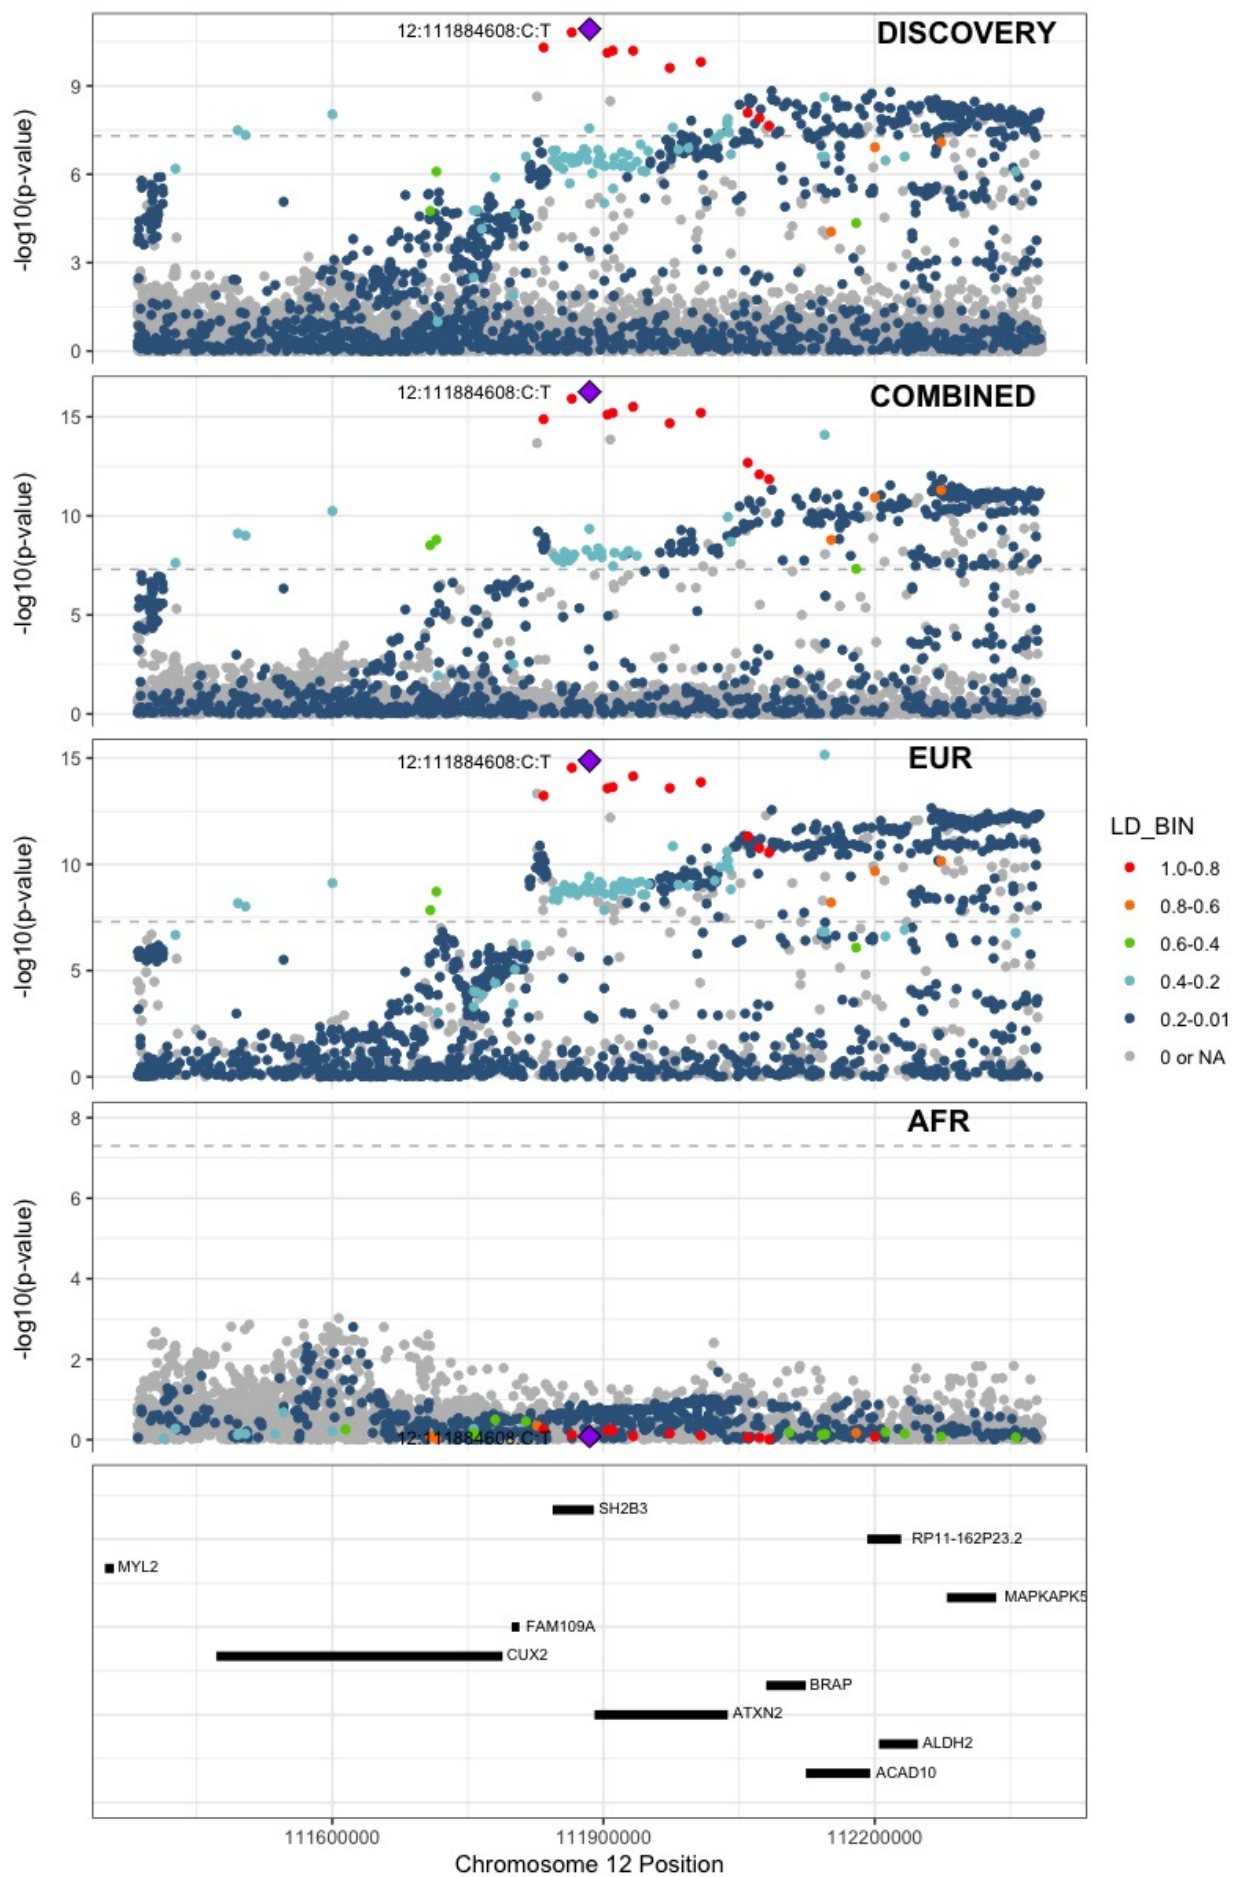 DISCOVERY
12:111884608:C:T
-log10(p-value)
9
6
3
0
COMBINED
12:111884608:C:T
-log10(p-value)
15
10
5
0
EUR
12:111884608:C:T
-log10(p-value)
15
10
5
0
AFR
-log10(p-value)
8
6
4
2
0
12:111884608:C:T
LD_BIN
1.0-0.8
0.8-0.6
0.6-0.4
0.4-0.2
0.2-0.01
0 or NA
SH2B3
RP11-162P23.2
MYL2
MAPKAPK5
FAM109A
CUX2
BRAP
ATXN2
ALDH2
ACAD10
111600000 111900000 112200000
Chromosome 12 Position